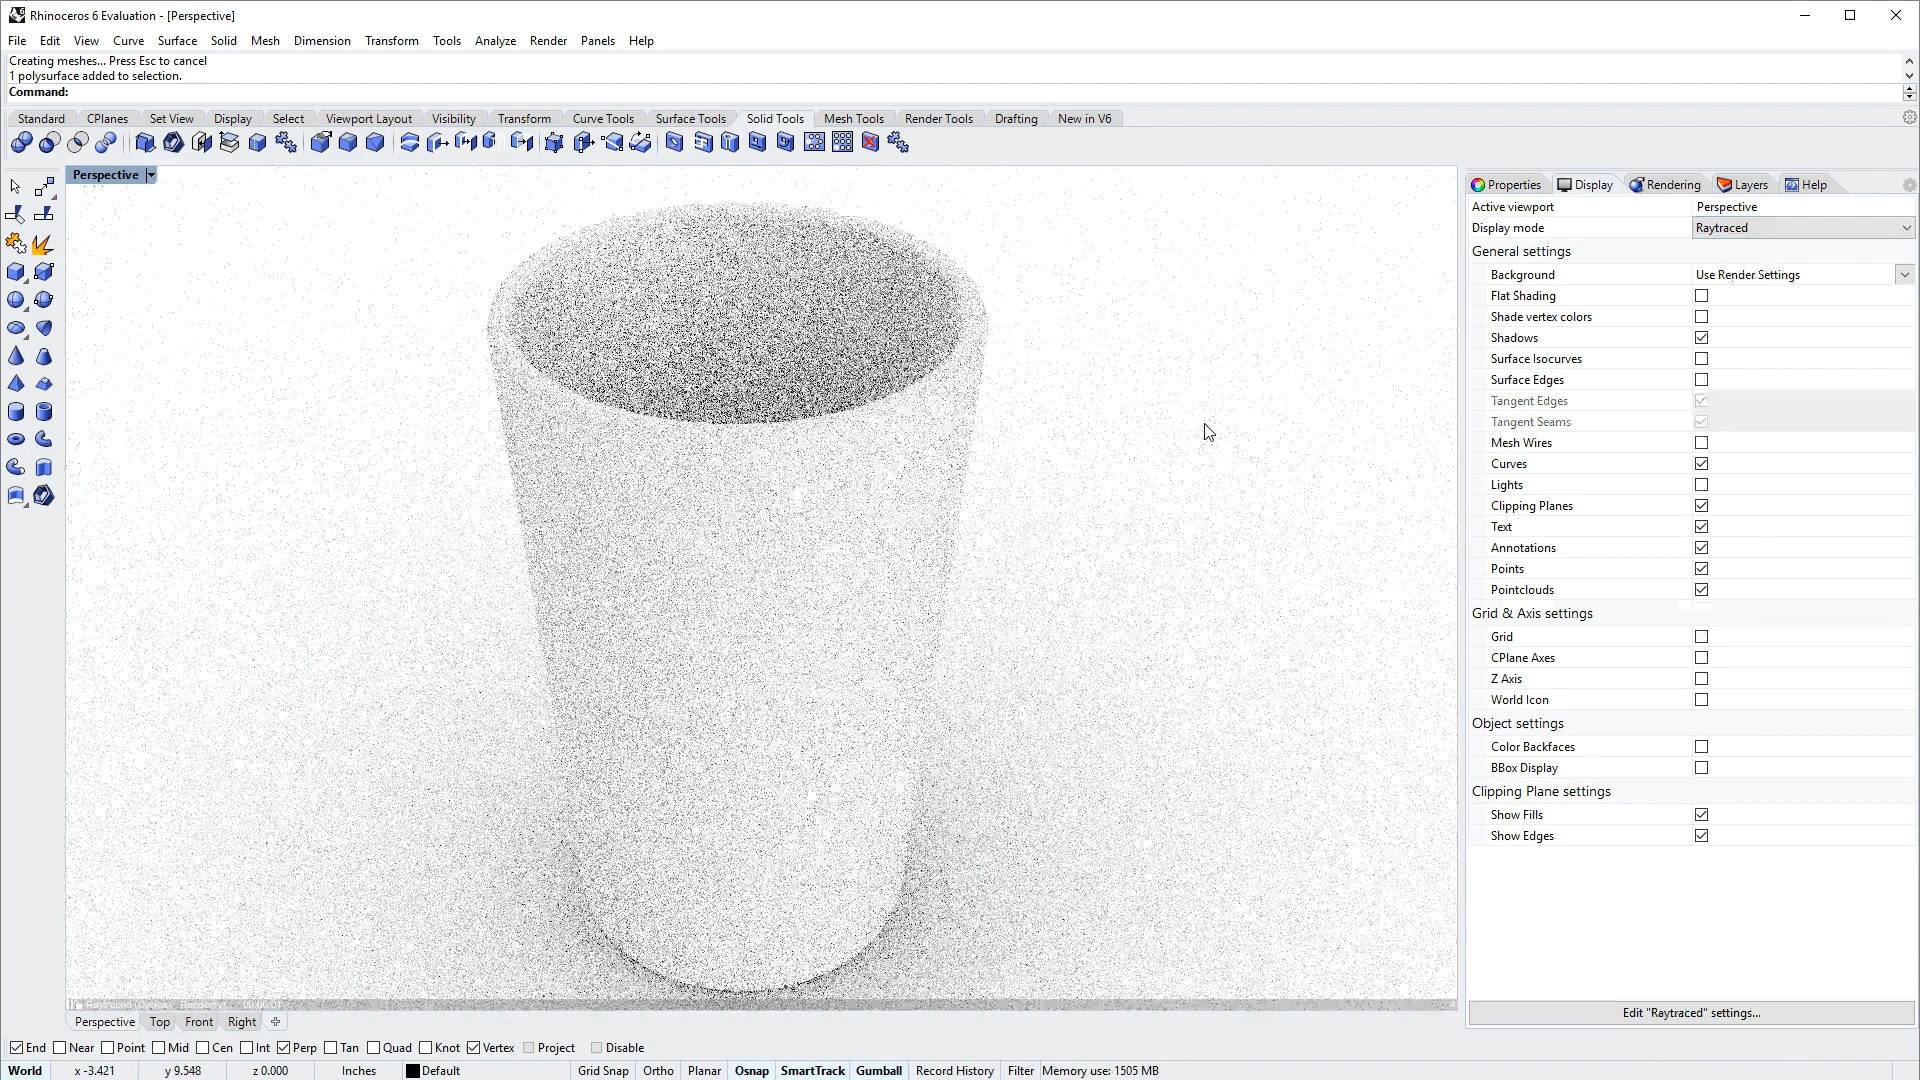 Rhinoceros 6 Evaluation - [Perspective]
File Edit View Curve Surface Solid Mesh Dimension Transform Tools Analyze Render Panels Help
Creating meshes... Press Esc to cancel
1 polysurface added to selection.
Command:
Standard CPlanes Set View Display Select Viewport Layout Visibility Transform Curve Tools Surface Tools Solid Tools Mesh Tools Render Tools Drafting New in V6
Perspective
Properties Display Rendering Layers Help
Active viewport Perspective
Display mode Raytraced
General settings
Background Use Render Settings
Flat Shading
Shade vertex colors
Shadows
Surface Isocurves
Surface Edges
Tangent Edges
Tangent Seams
Mesh Wires
Curves
Lights
Clipping Planes
Text
Annotations
Points
Pointclouds
Grid & Axis settings
Grid
CPlane Axes
Z Axis
World Icon
Object settings
Color Backfaces
BBox Display
Clipping Plane settings
Show Fills
Show Edges
Edit "Raytraced" settings...
Perspective Top Front Right
End Near Point Mid Cen Int Perp Tan Quad Knot Vertex Project Disable
World x -3.421 y 9.548 z 0.000 Inches Default Grid Snap Ortho Planar Osnap SmartTrack Gumball Record History Filter Memory use: 1505 MB